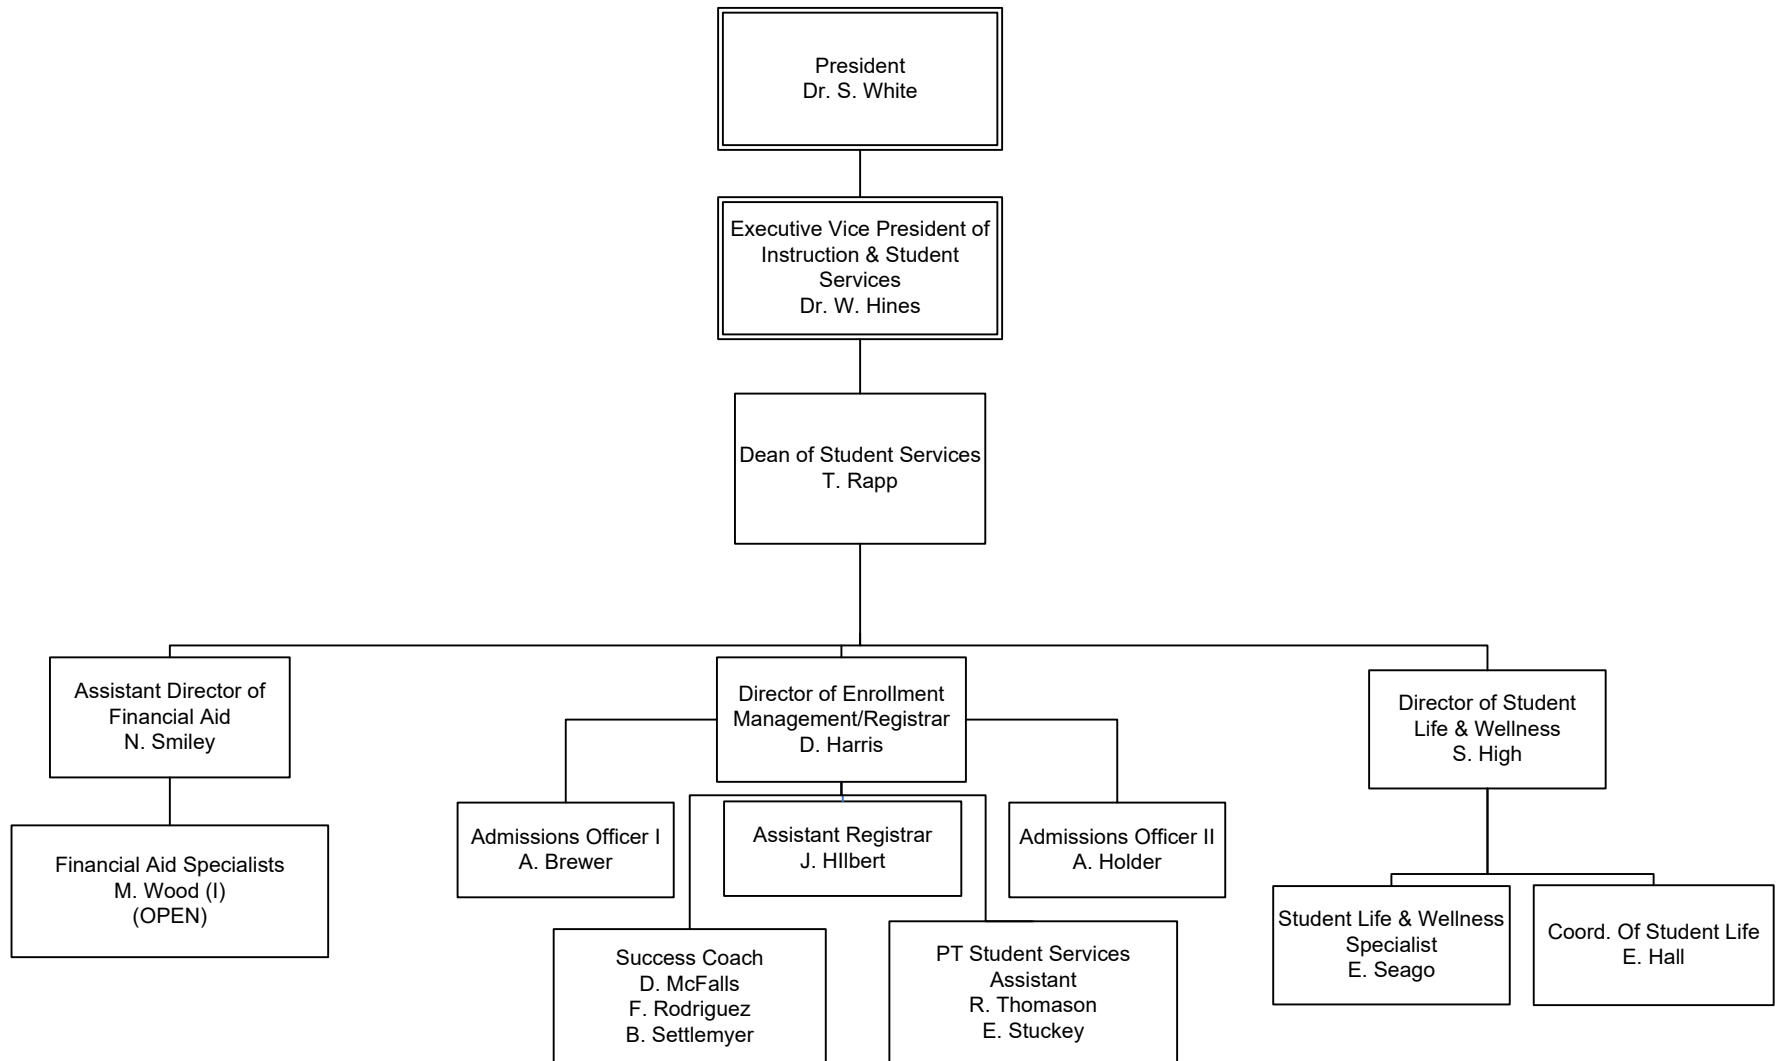 President
Dr. S. White
Executive Vice President of
Instruction & Student
Services
Dr. W. Hines
Dean of Student Services
T. Rapp
Assistant Director of
Financial Aid
N. Smiley
Director of Enrollment
Management/Registrar
D. Harris
Director of Student
Life & Wellness
S. High
Financial Aid Specialists
M. Wood (I)
(OPEN)
Admissions Officer I
A. Brewer
Assistant Registrar
J. HIlbert
Admissions Officer II
A. Holder
Success Coach
D. McFalls
F. Rodriguez
B. Settlemyer
PT Student Services
Assistant
R. Thomason
E. Stuckey
Student Life & Wellness
Specialist
E. Seago
Coord. Of Student Life
E. Hall